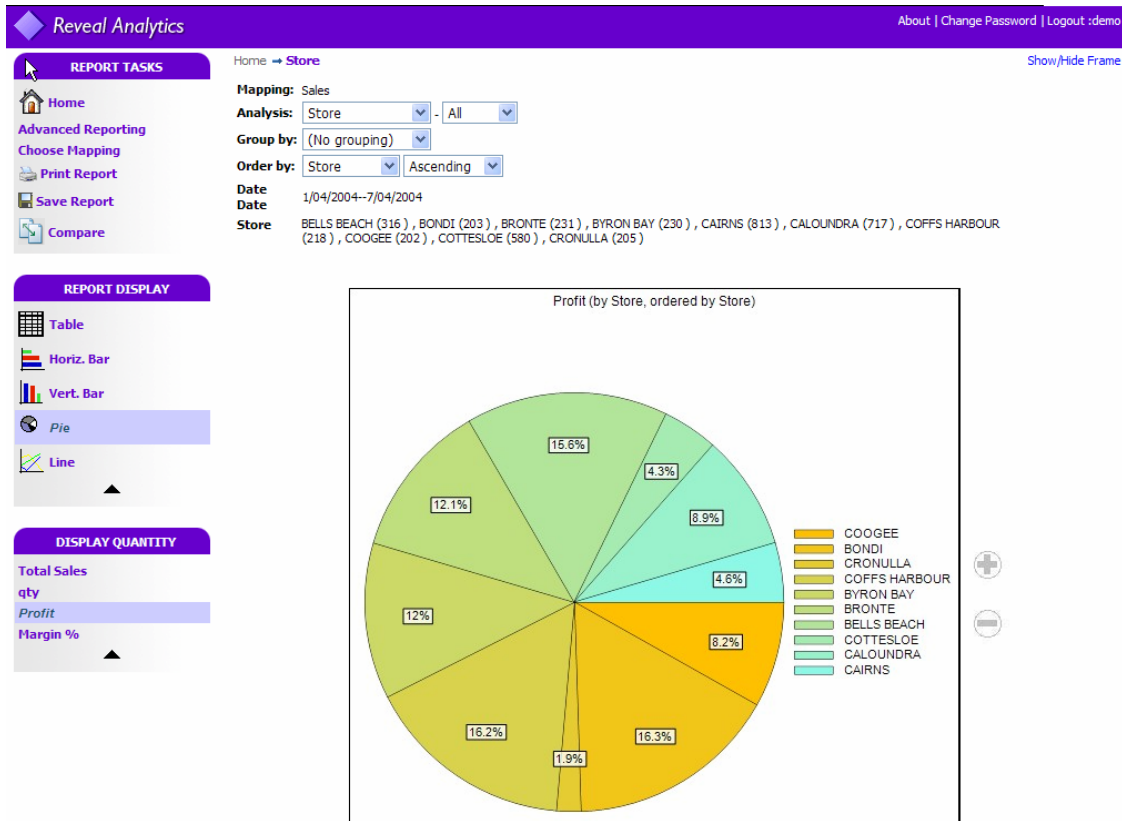 Reveal Analytics
About | Change Password | Logout :demo
REPORT TASKS
Home
Advanced Reporting
Choose Mapping
Print Report
Save Report
Compare
REPORT DISPLAY
Table
Horiz. Bar
Vert. Bar
Pie
Line
DISPLAY QUANTITY
Total Sales
qty
Profit
Margin %
Home → Store
Show/Hide Frame
Mapping: Sales
Analysis: Store - All
Group by: (No grouping)
Order by: Store Ascending
Date
Date 1/04/2004--7/04/2004
Store BELLS BEACH (316 ) , BONDI (203 ) , BRONTE (231 ) , BYRON BAY (230 ) , CAIRNS (813 ) , CALOUNDRA (717 ) , COFFS HARBOUR
(218 ) , COOGEE (202 ) , COTTESLOE (580 ) , CRONULLA (205 )
Profit (by Store, ordered by Store)
15.6%
4.3%
12.1%
8.9%
4.6%
12%
8.2%
16.2%
16.3%
1.9%
COOGEE
BONDI
CRONULLA
COFFS HARBOUR
BYRON BAY
BRONTE
BELLS BEACH
COTTESLOE
CALOUNDRA
CAIRNS